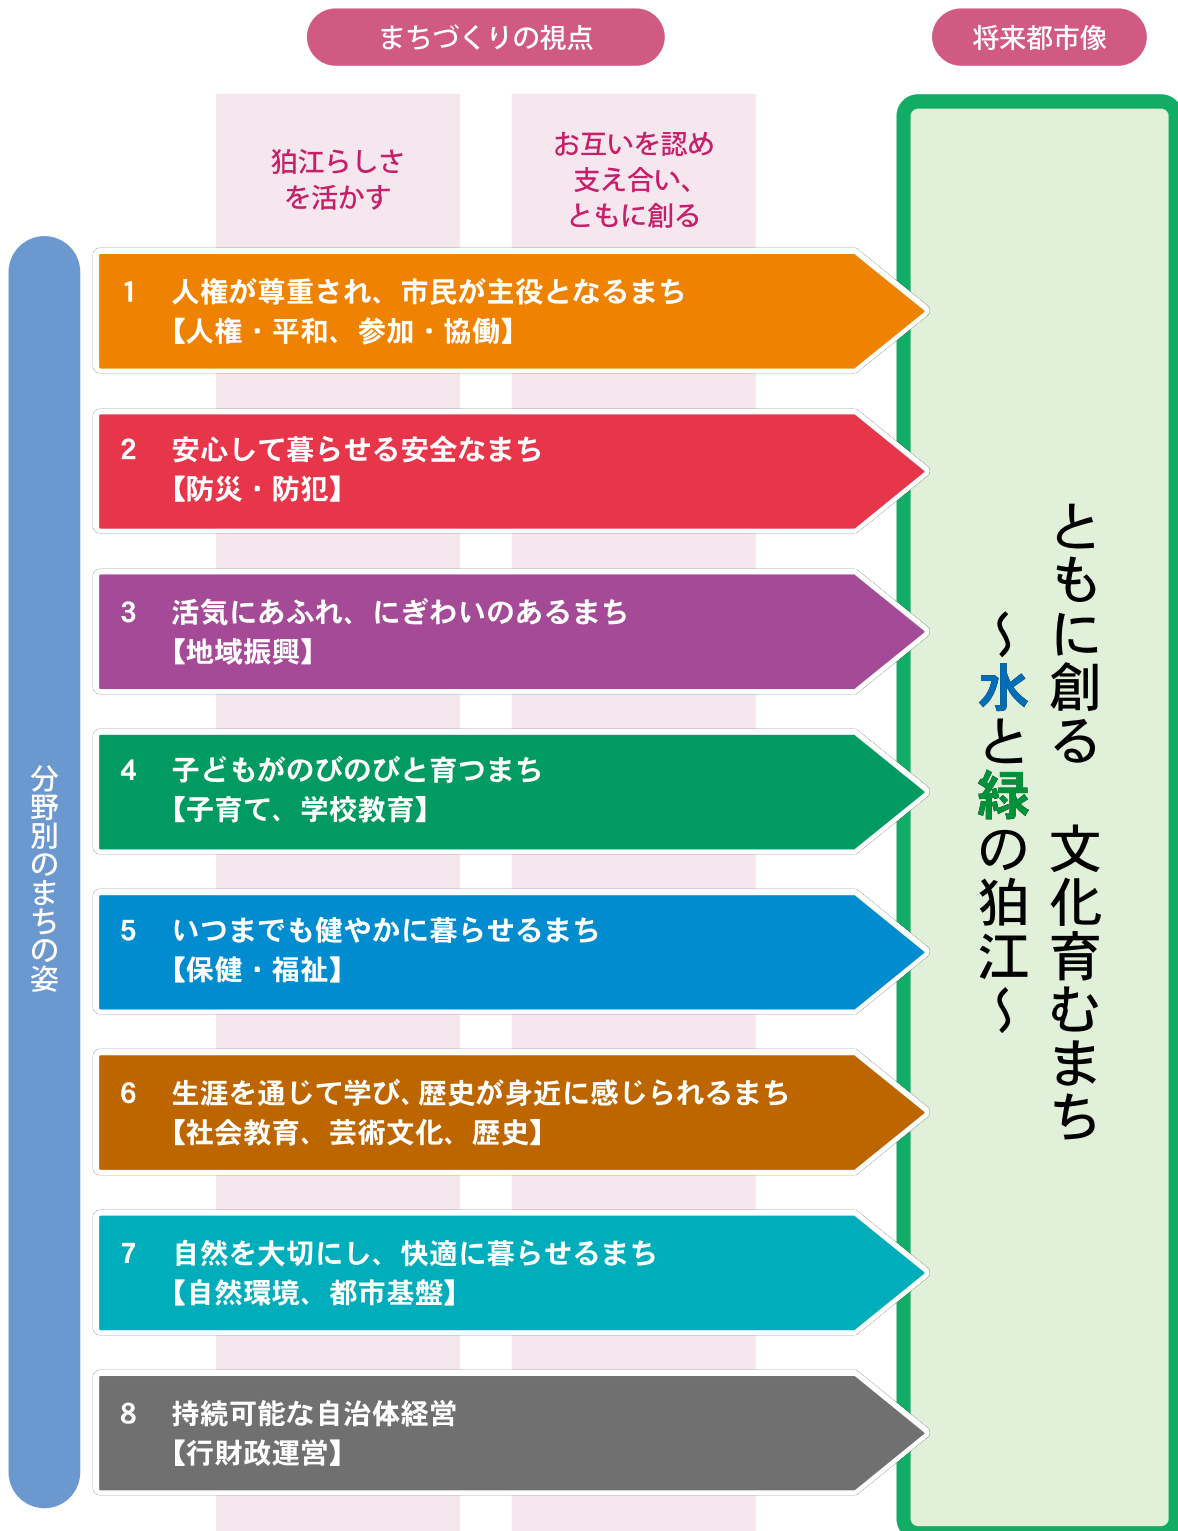 まちづくりの視点
将来都市像
狛江らしさ
を活かす
お互いを認め
支え合い、
ともに創る
分野別のまちの姿
1 人権が尊重され、市民が主役となるまち
【人権・平和、参加・協働】
2 安心して暮らせる安全なまち
【防災・防犯】
3 活気にあふれ、にぎわいのあるまち
【地域振興】
4 子どもがのびのびと育つまち
【子育て、学校教育】
5 いつまでも健やかに暮らせるまち
【保健・福祉】
6 生涯を通じて学び、歴史が身近に感じられるまち
【社会教育、芸術文化、歴史】
7 自然を大切にし、快適に暮らせるまち
【自然環境、都市基盤】
8 持続可能な自治体経営
【行財政運営】
ともに創る　文化育むまち
～水と緑の狛江～